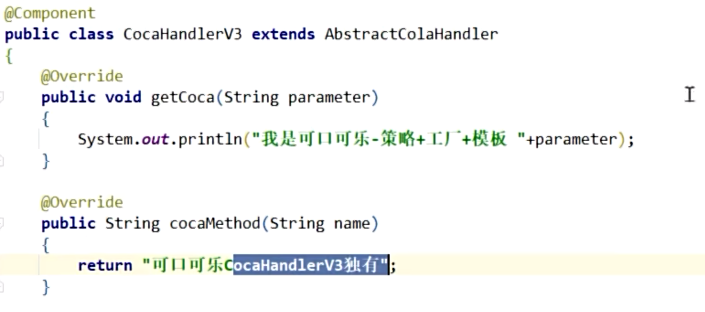 @Component
public class CocaHandlerV3 extends AbstractColaHandler
{
@Override
public void getCoca(String parameter)
{
System.out.println("我是可口可乐-策略+工厂+模板 "+parameter);
}
@Override
public String cocaMethod(String name)
{
return "可口可乐CocaHandlerV3独有";
}